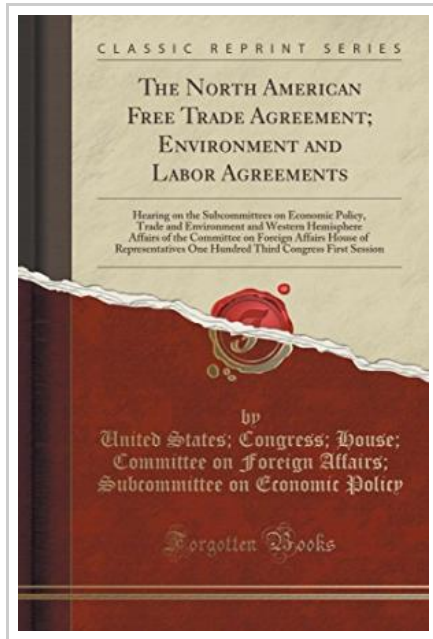 CLASSIC REPRINT SERIES
THE NORTH AMERICAN
FREE TRADE AGREEMENT;
ENVIRONMENT AND
LABOR AGREEMENTS
Hearing on the Subcommittees on Economic Policy,
Trade and Environment and Western Hemisphere
Affairs of the Committee on Foreign Affairs House of
Representatives One Hundred Third Congress First Session
by
United States; Congress; House;
Committee on Foreign Affairs;
Subcommittee on Economic Policy
Forgotten Books